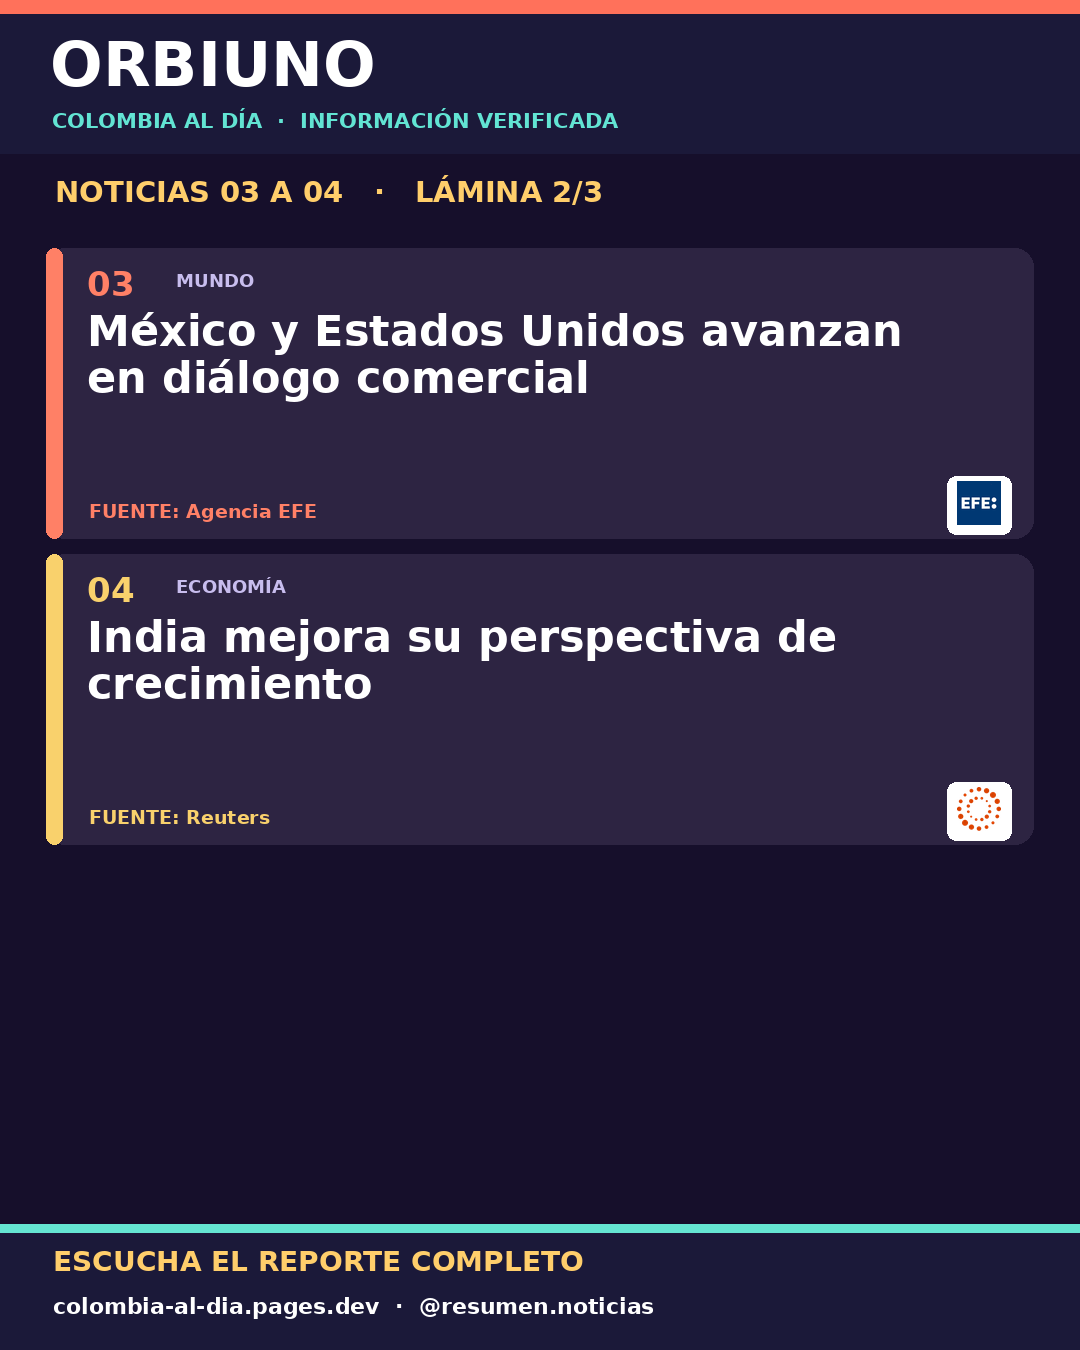 ORBIUNO
COLOMBIA AL DÍA · INFORMACIÓN VERIFICADA
NOTICIAS 03 A 04 · LÁMINA 2/3
03 MUNDO
México y Estados Unidos avanzan
en diálogo comercial
FUENTE: Agencia EFE
EFE:
04 ECONOMÍA
India mejora su perspectiva de
crecimiento
FUENTE: Reuters
ESCUCHA EL REPORTE COMPLETO
colombia-al-dia.pages.dev · @resumen.noticias